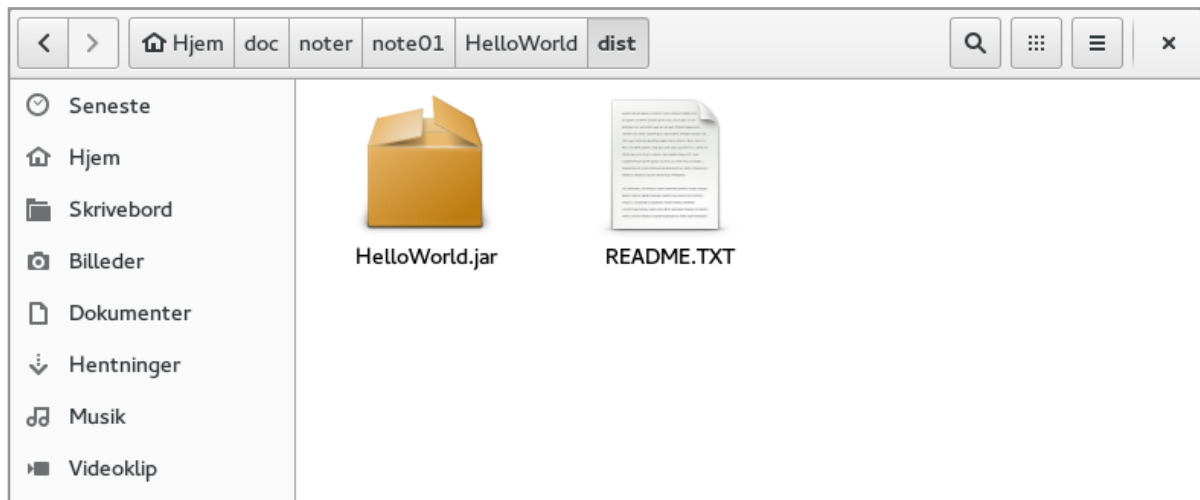 Hjem doc noter note01 HelloWorld dist
Seneste
Hjem
Skrivebord
Billeder
Dokumenter
Hentninger
Musik
Videoklip
HelloWorld.jar README.TXT